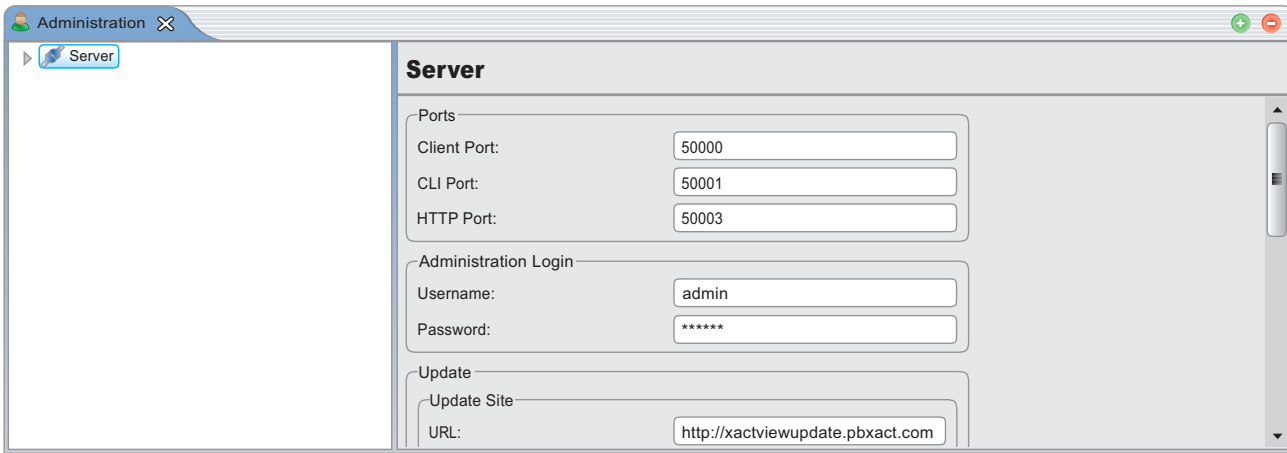 Administration
Server
Server
Ports
Client Port: 50000
CLI Port: 50001
HTTP Port: 50003
Administration Login
Username: admin
Password: ******
Update
Update Site
URL: http://xactviewupdate.pbxact.com